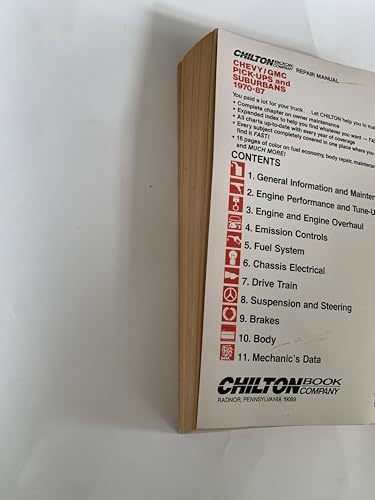 CHILTON BOOK COMPANY REPAIR MANUAL
CHEVY/GMC
PICK-UPS and
SUBURBANS
1970-87
You paid a lot for your truck. Let CHILTON help you to
• Complete chapter on owner maintenance
• Expanded index to help you find whatever you want —
• All charts up-to-date with every year of coverage
• Every subject completely covered in one place where you
find it FAST!
• 16 pages of color on fuel economy, body repair,
and MUCH MORE!
CONTENTS
1. General Information and
2. Engine Performance and
3. Engine and Engine Overhaul
4. Emission Controls
5. Fuel System
6. Chassis Electrical
7. Drive Train
8. Suspension and Steering
9. Brakes
10. Body
11. Mechanic's Data
CHILTON BOOK COMPANY
RADNOR, PENNSYLVANIA 19089